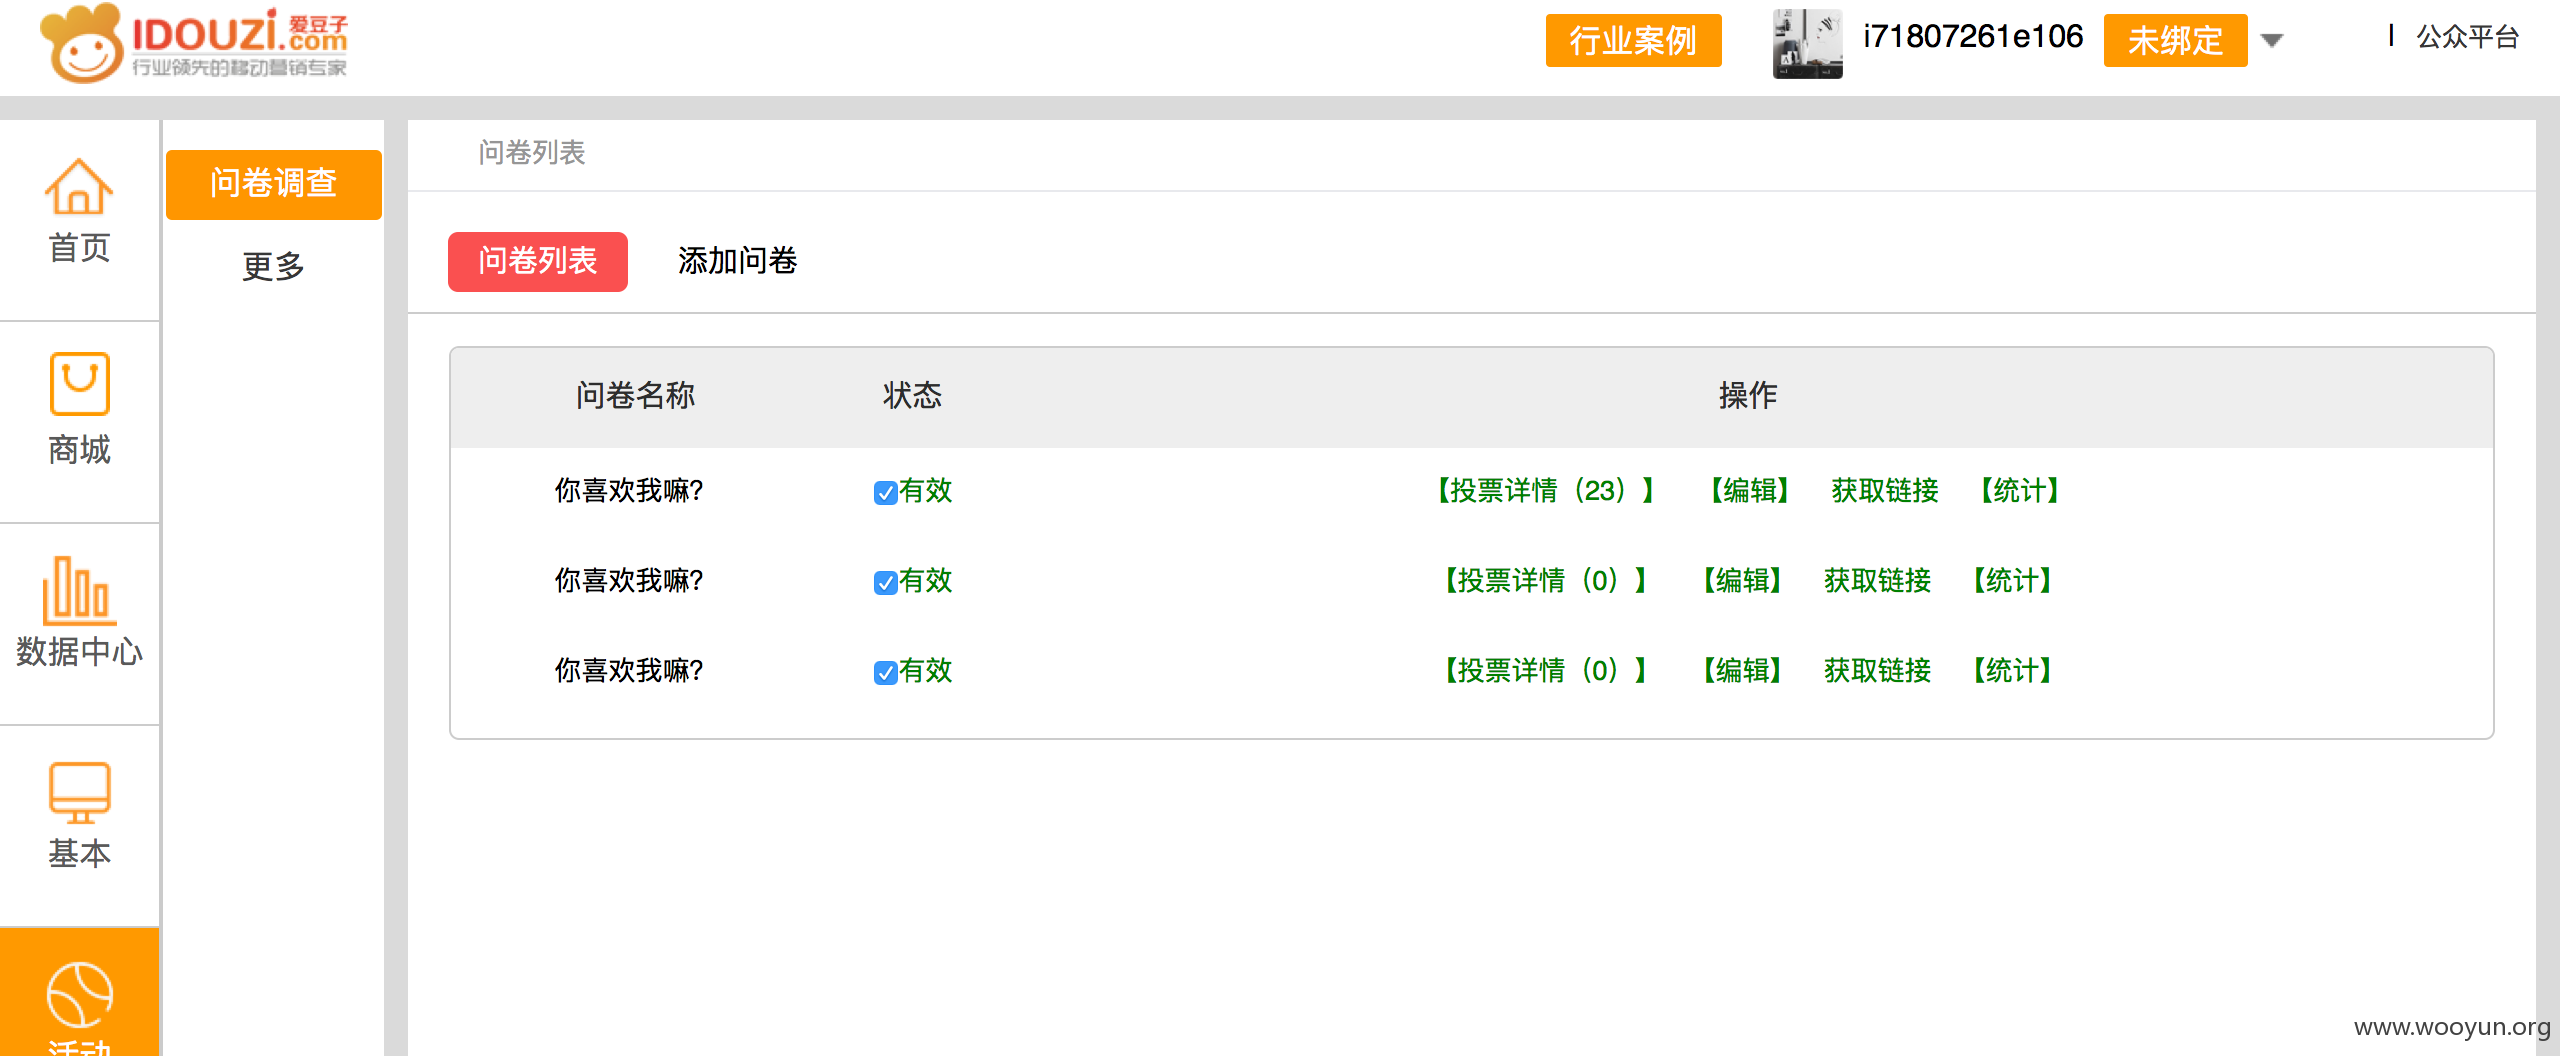 IDOUZi.com 爱豆子
行业领先的移动营销专家
行业案例
i71807261e106
未绑定
| 公众平台
首页
商城
数据中心
基本
活动
问卷调查
更多
问卷列表
问卷列表 添加问卷
问卷名称 状态 操作
你喜欢我嘛? 有效 【投票详情（23）】 【编辑】 获取链接 【统计】
你喜欢我嘛? 有效 【投票详情（0）】 【编辑】 获取链接 【统计】
你喜欢我嘛? 有效 【投票详情（0）】 【编辑】 获取链接 【统计】
www.wooyun.org